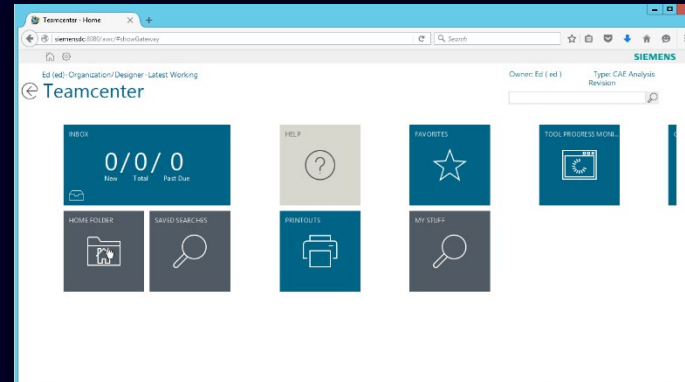 Teamcenter - Home
siemensdc:8080/awc/#showGateway
Search
SIEMENS
Ed (ed)- Organization/Designer - Latest Working
Owner: Ed ( ed )
Type: CAE Analysis Revision
Teamcenter
INBOX
0/0/ 0
New Total Past Due
HELP
?
FAVORITES
TOOL PROGRESS MONI...
HOME FOLDER
SAVED SEARCHES
PRINTOUTS
MY STUFF